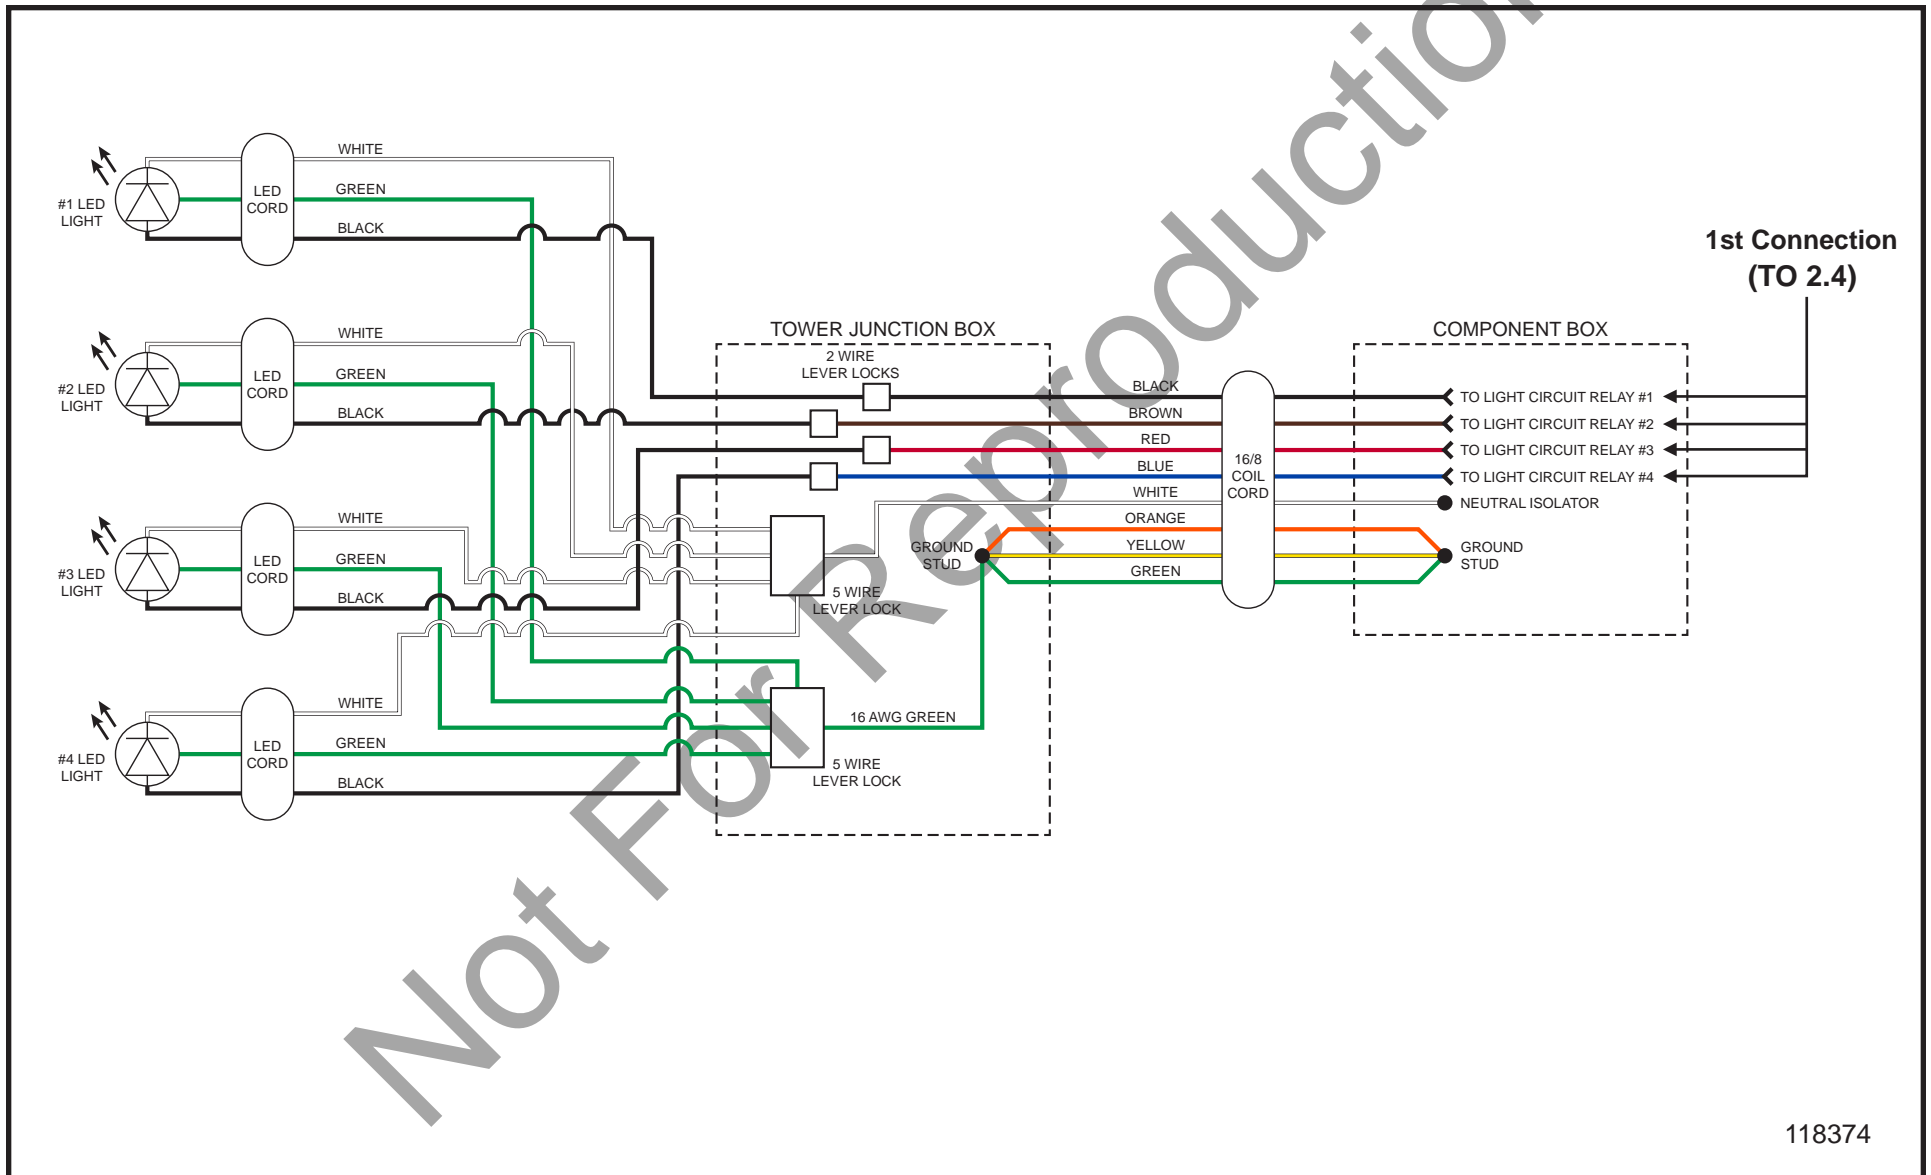 WHITE
LED
CORD
GREEN
#1 LED
LIGHT
BLACK
1st Connection
(TO 2.4)
WHITE
LED
CORD
GREEN
#2 LED
LIGHT
BLACK
TOWER JUNCTION BOX
2 WIRE
LEVER LOCKS
COMPONENT BOX
BLACK
TO LIGHT CIRCUIT RELAY #1
BROWN
TO LIGHT CIRCUIT RELAY #2
RED
TO LIGHT CIRCUIT RELAY #3
BLUE
TO LIGHT CIRCUIT RELAY #4
16/8
COIL
CORD
WHITE
NEUTRAL ISOLATOR
ORANGE
YELLOW
GREEN
GROUND
STUD
GROUND
STUD
WHITE
LED
CORD
GREEN
#3 LED
LIGHT
BLACK
5 WIRE
LEVER LOCK
WHITE
LED
CORD
GREEN
#4 LED
LIGHT
BLACK
16 AWG GREEN
5 WIRE
LEVER LOCK
Not For Reproduction
118374